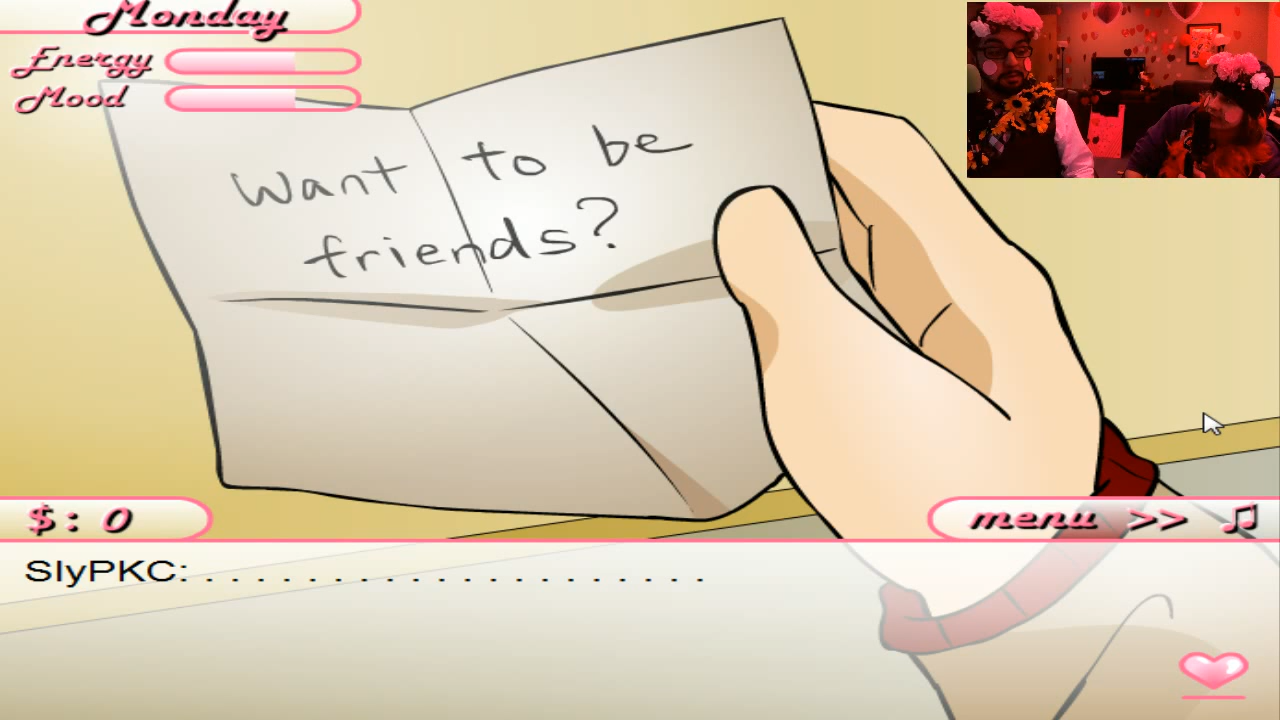 Monday
Energy
Mood
Want to be
friends?
$: 0
menu >> ♫
SlyPKC: . . . . . . . . . . . . . . . . . . . . .